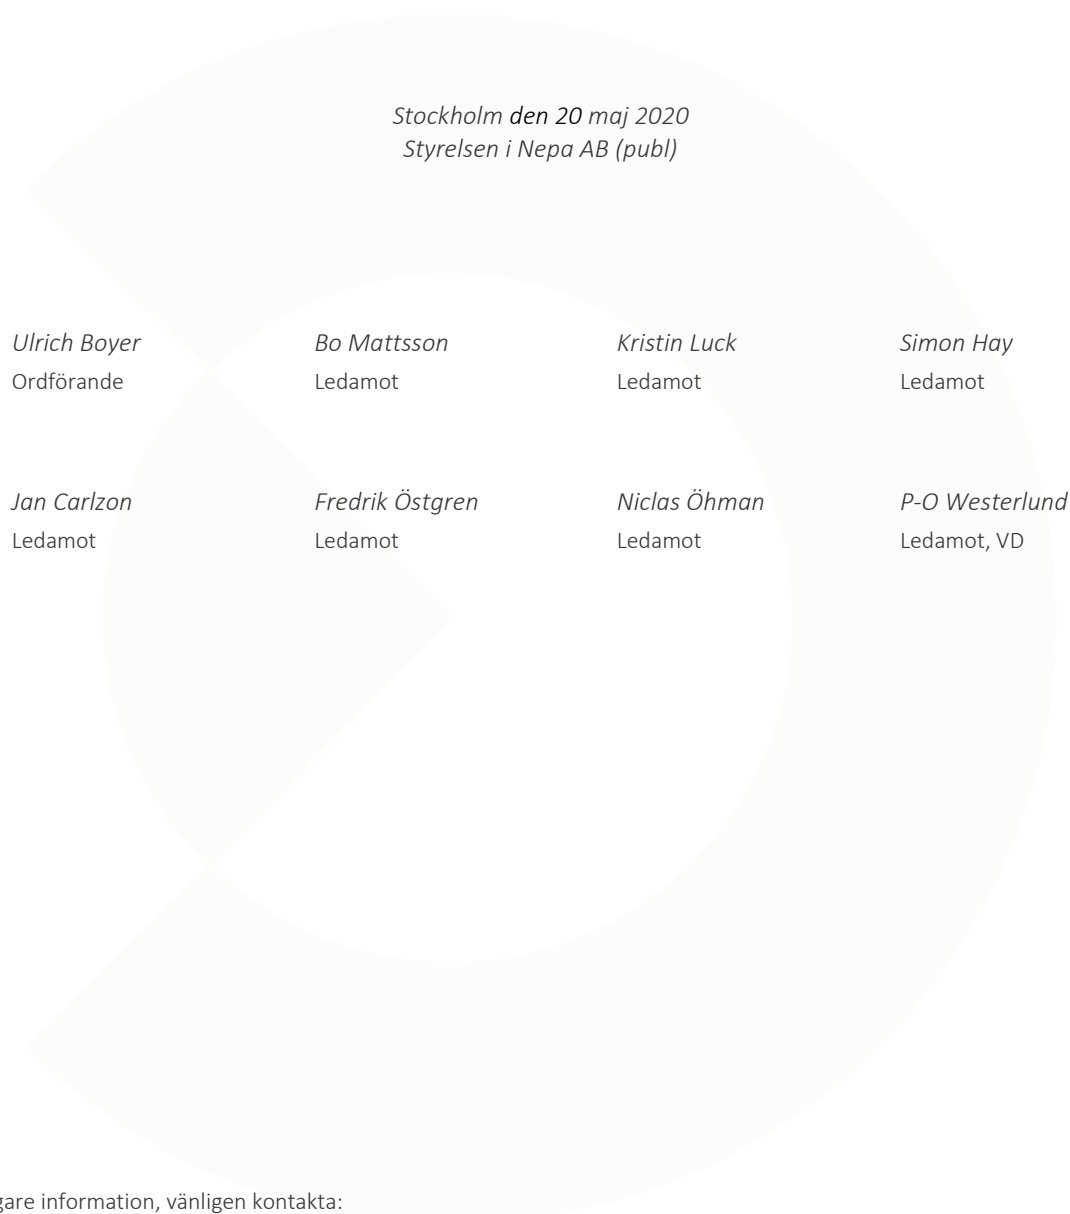 Stockholm den 20 maj 2020
Styrelsen i Nepa AB (publ)
Ulrich Boyer Bo Mattsson Kristin Luck Simon Hay
Ordförande Ledamot Ledamot Ledamot
Jan Carlzon Fredrik Östgren Niclas Öhman P-O Westerlund
Ledamot Ledamot Ledamot Ledamot, VD
information, vänligen kontakta: